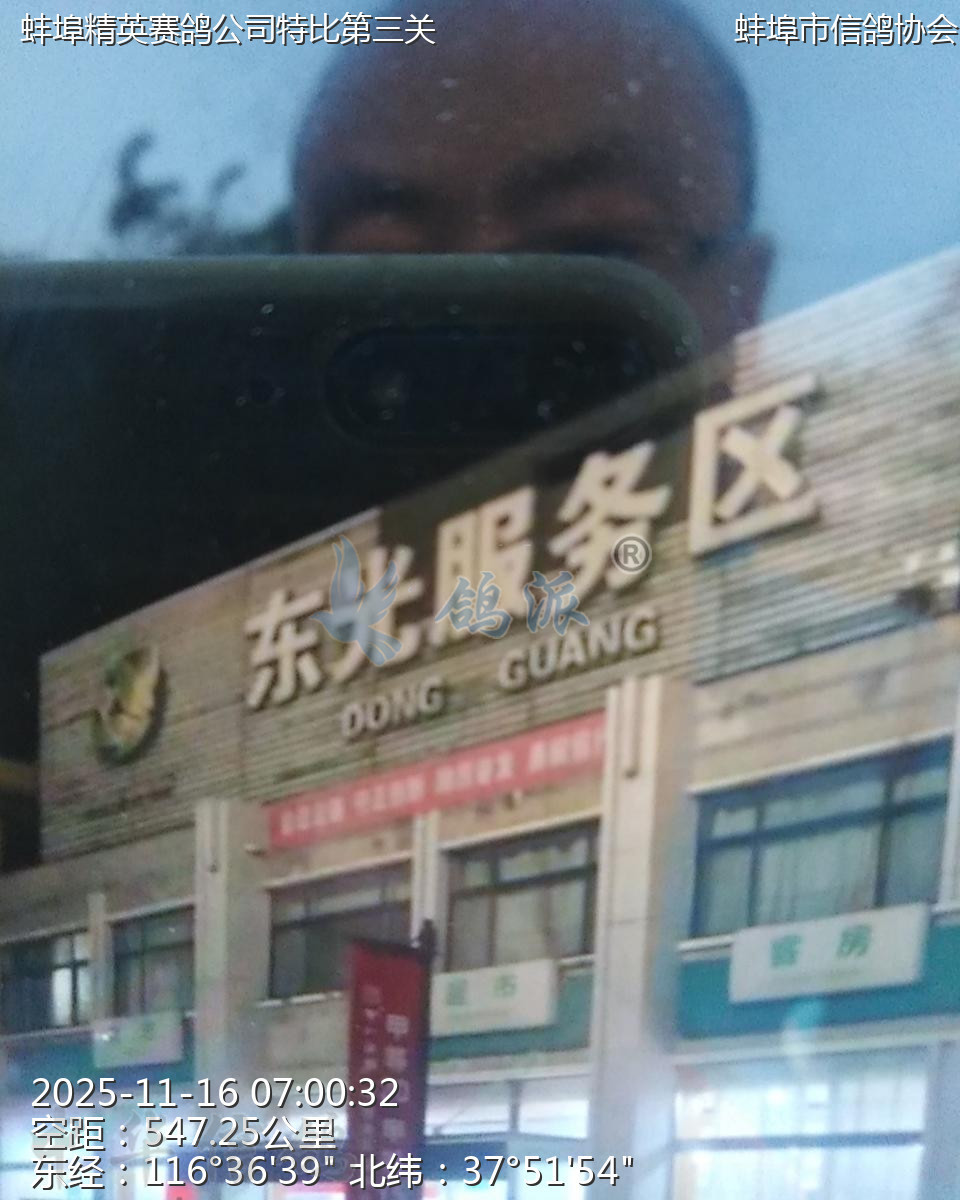 蚌埠精英赛鸽公司特比第三关
蚌埠市信鸽协会
东光服务区
鸽派®
DONG GUANG
客房
超市
2025-11-16 07:00:32
空距：547.25公里
东经：116°36'39" 北纬：37°51'54"